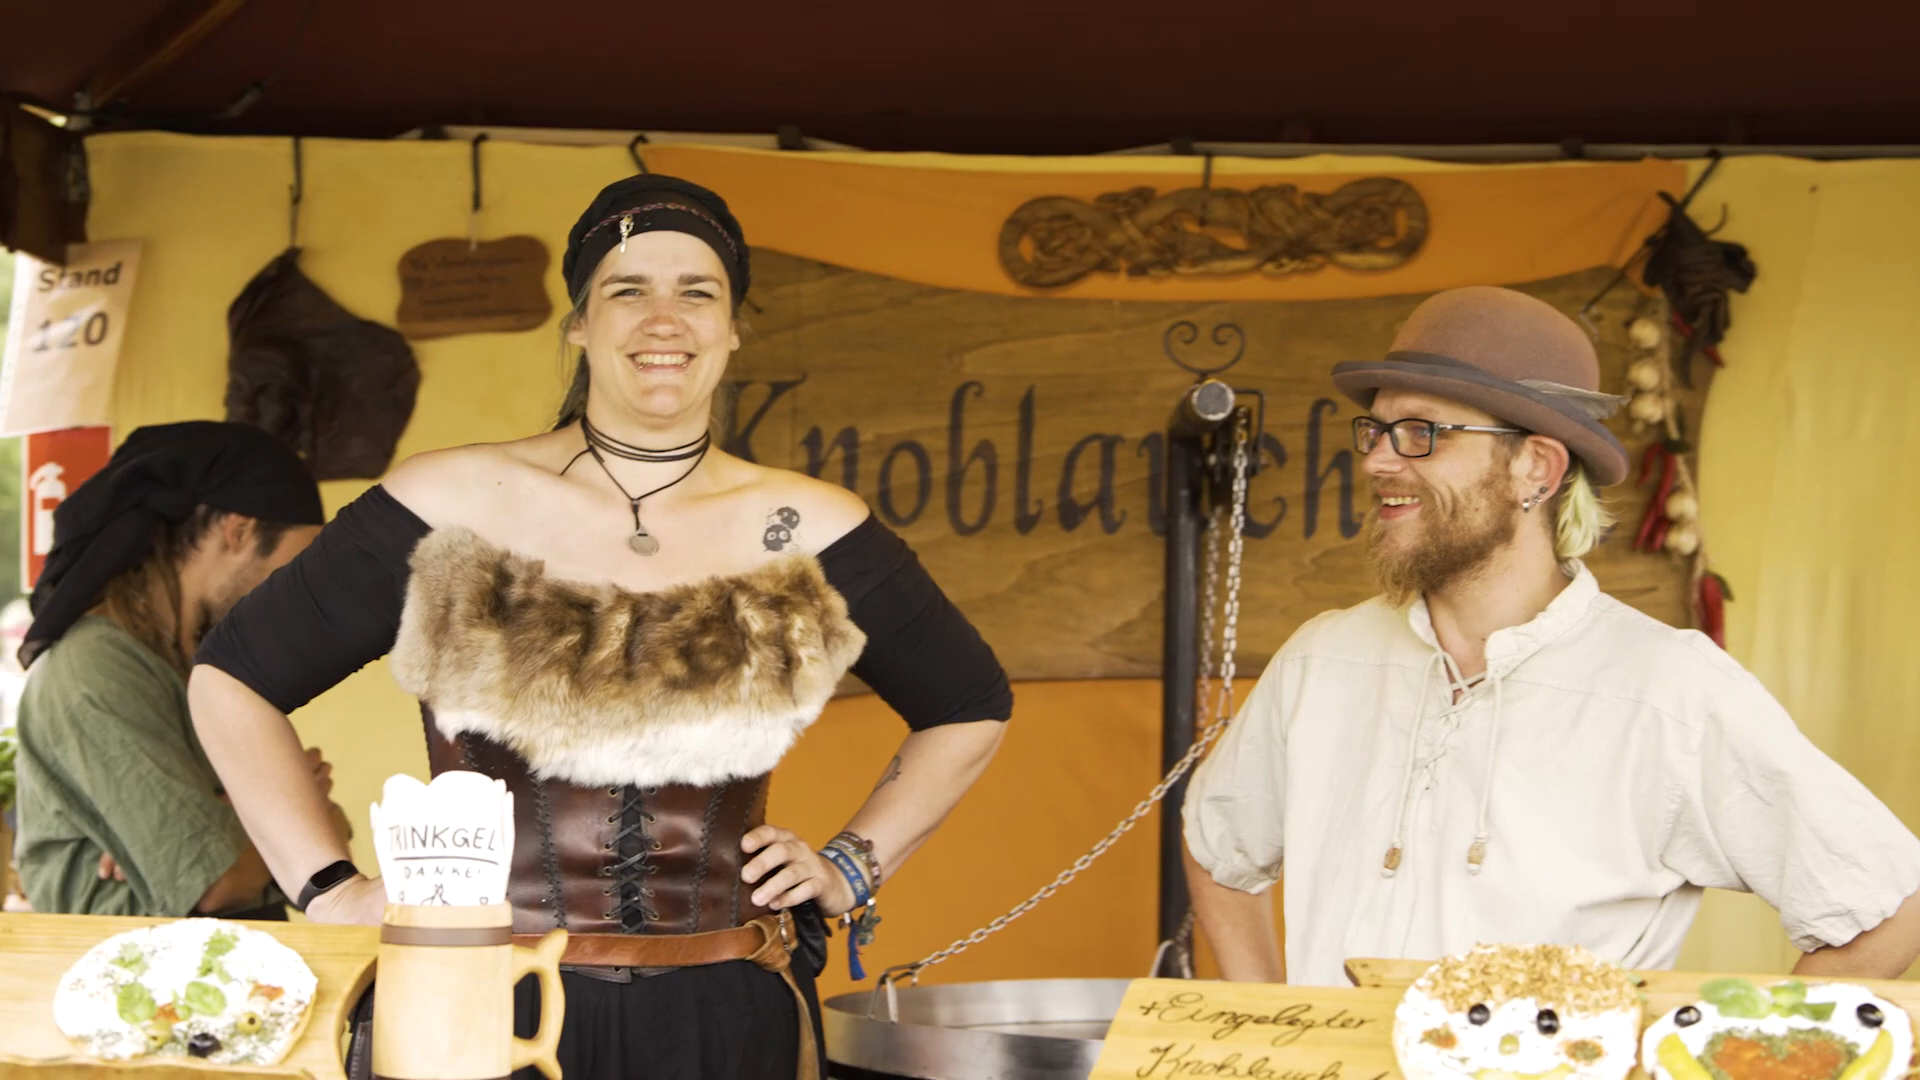 Stand
120
Knoblauch
TRINKGEL
DANKE!
+Eingelegter
Knoblauch